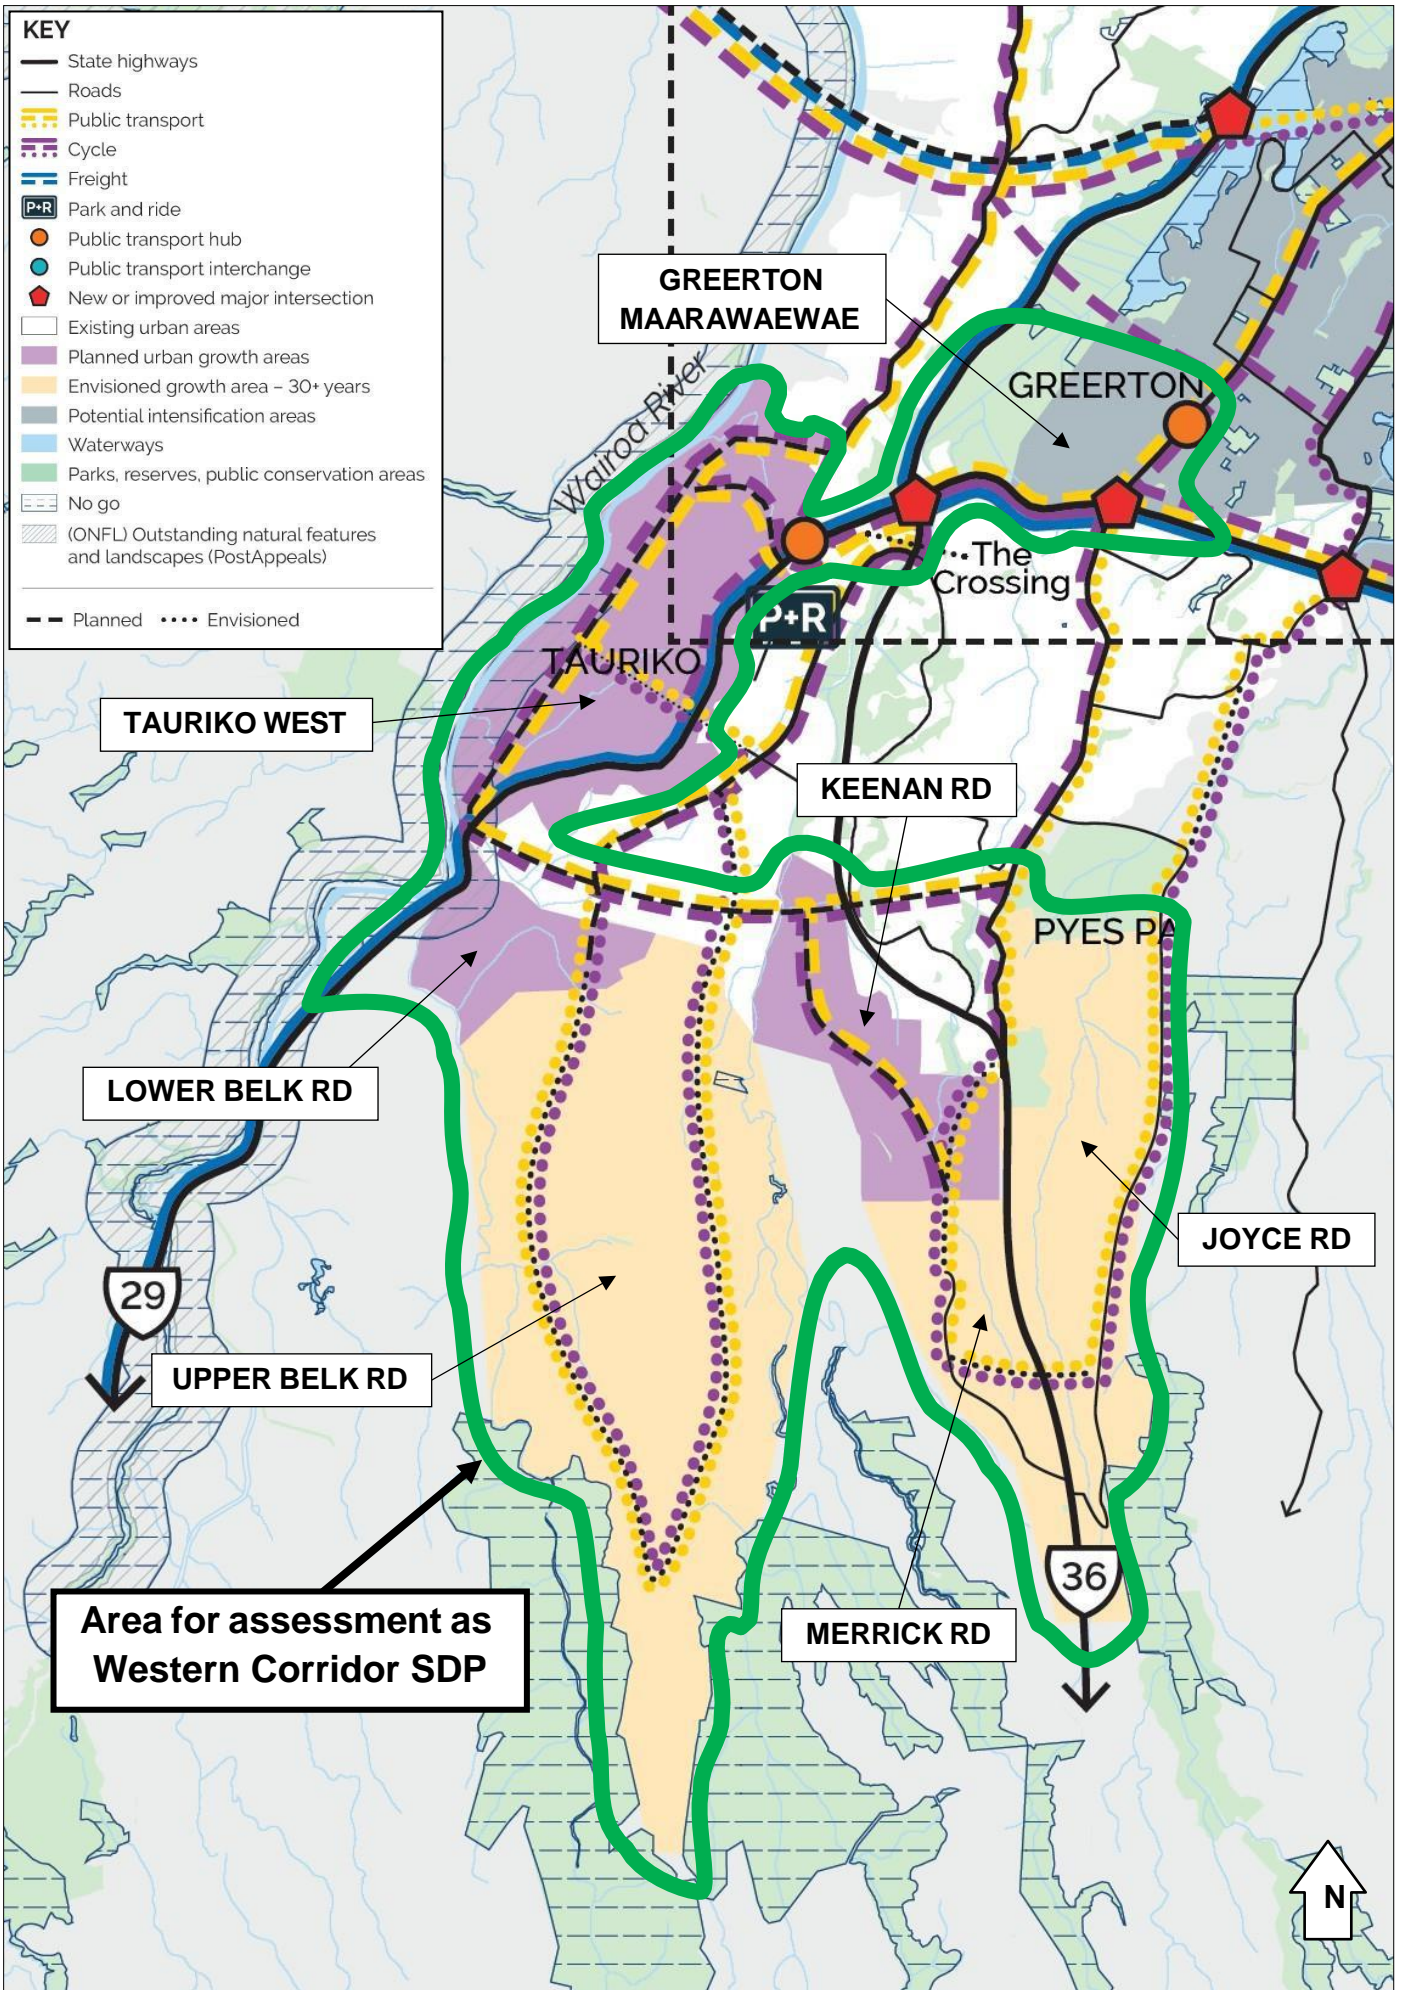 KEY
State highways
Roads
Public transport
Cycle
Freight
P+R Park and ride
Public transport hub
Public transport interchange
New or improved major intersection
Existing urban areas
Planned urban growth areas
Envisioned growth area – 30+ years
Potential intensification areas
Waterways
Parks, reserves, public conservation areas
No go
(ONFL) Outstanding natural features
and landscapes (PostAppeals)
Planned
Envisioned
GREERTON
MAARAWAEWAE
GREERTON
Wairoa River
The
Crossing
P+R
TAURIKO
TAURIKO WEST
KEENAN RD
PYES PA
LOWER BELK RD
JOYCE RD
29
UPPER BELK RD
36
Area for assessment as
Western Corridor SDP
MERRICK RD
N